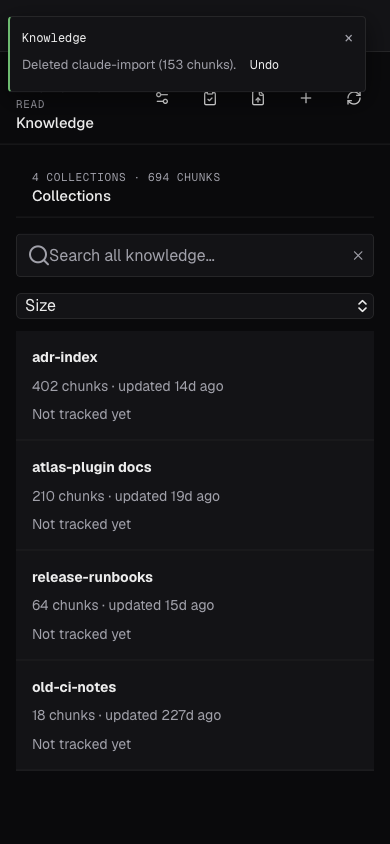 Knowledge
Deleted claude-import (153 chunks). Undo
READ
Knowledge
4 COLLECTIONS · 694 CHUNKS
Collections
Search all knowledge…
Size
adr-index
402 chunks · updated 14d ago
Not tracked yet
atlas-plugin docs
210 chunks · updated 19d ago
Not tracked yet
release-runbooks
64 chunks · updated 15d ago
Not tracked yet
old-ci-notes
18 chunks · updated 227d ago
Not tracked yet